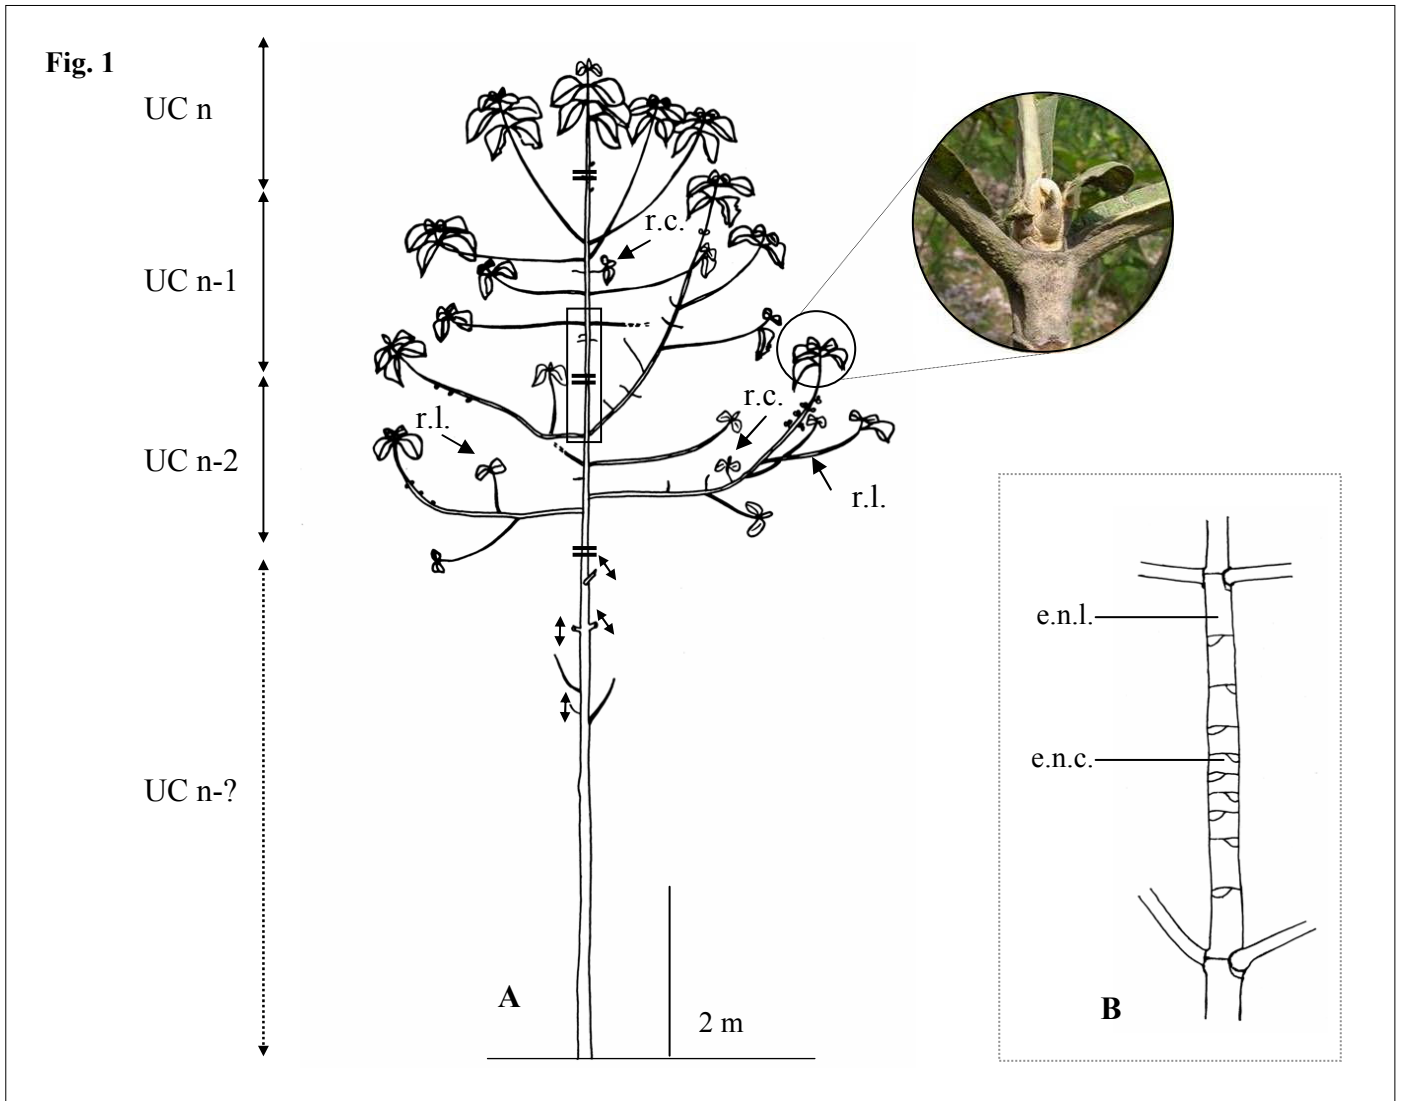 Fig. 1
UC n
r.c.
UC n-1
r.c.
r.l.
UC n-2
r.l.
e.n.l.
e.n.c.
UC n-?
A
2 m
B